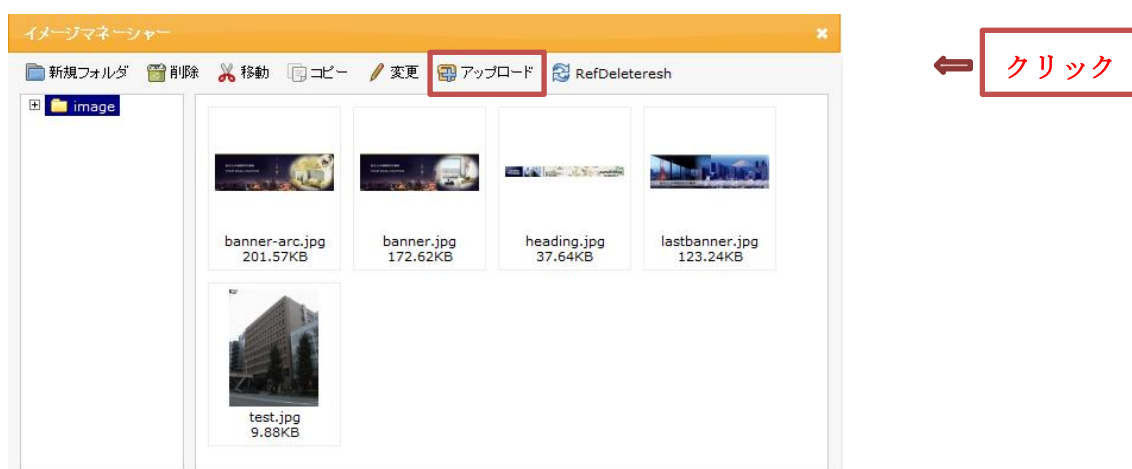 イメージマネージャー
新規フォルダ 削除 移動 コピー 変更 アップロード RefDeleteresh
クリック
image
banner-arc.jpg
201.57KB
banner.jpg
172.62KB
heading.jpg
37.64KB
lastbanner.jpg
123.24KB
test.jpg
9.88KB